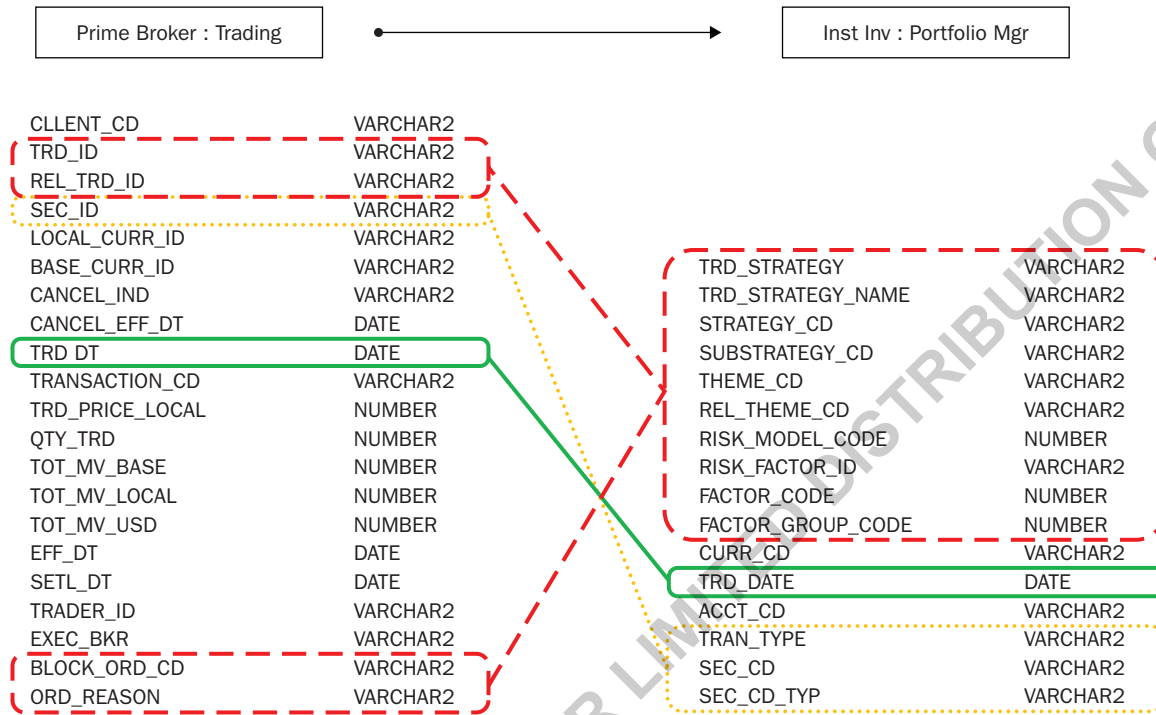 Prime Broker : Trading
Inst Inv : Portfolio Mgr
CLLENT_CD VARCHAR2
TRD_ID VARCHAR2
REL_TRD_ID VARCHAR2
SEC_ID VARCHAR2
LOCAL_CURR_ID VARCHAR2
BASE_CURR_ID VARCHAR2
CANCEL_IND VARCHAR2
CANCEL_EFF_DT DATE
TRD DT DATE
TRANSACTION_CD VARCHAR2
TRD_PRICE_LOCAL NUMBER
QTY_TRD NUMBER
TOT_MV_BASE NUMBER
TOT_MV_LOCAL NUMBER
TOT_MV_USD NUMBER
EFF_DT DATE
SETL_DT DATE
TRADER_ID VARCHAR2
EXEC_BKR VARCHAR2
BLOCK_ORD_CD VARCHAR2
ORD_REASON VARCHAR2
TRD_STRATEGY VARCHAR2
TRD_STRATEGY_NAME VARCHAR2
STRATEGY_CD VARCHAR2
SUBSTRATEGY_CD VARCHAR2
THEME_CD VARCHAR2
REL_THEME_CD VARCHAR2
RISK_MODEL_CODE NUMBER
RISK_FACTOR_ID VARCHAR2
FACTOR_CODE NUMBER
FACTOR_GROUP_CODE NUMBER
CURR_CD VARCHAR2
TRD_DATE DATE
ACCT_CD VARCHAR2
TRAN_TYPE VARCHAR2
SEC_CD VARCHAR2
SEC_CD_TYP VARCHAR2
LIMITED DISTRIBUTION